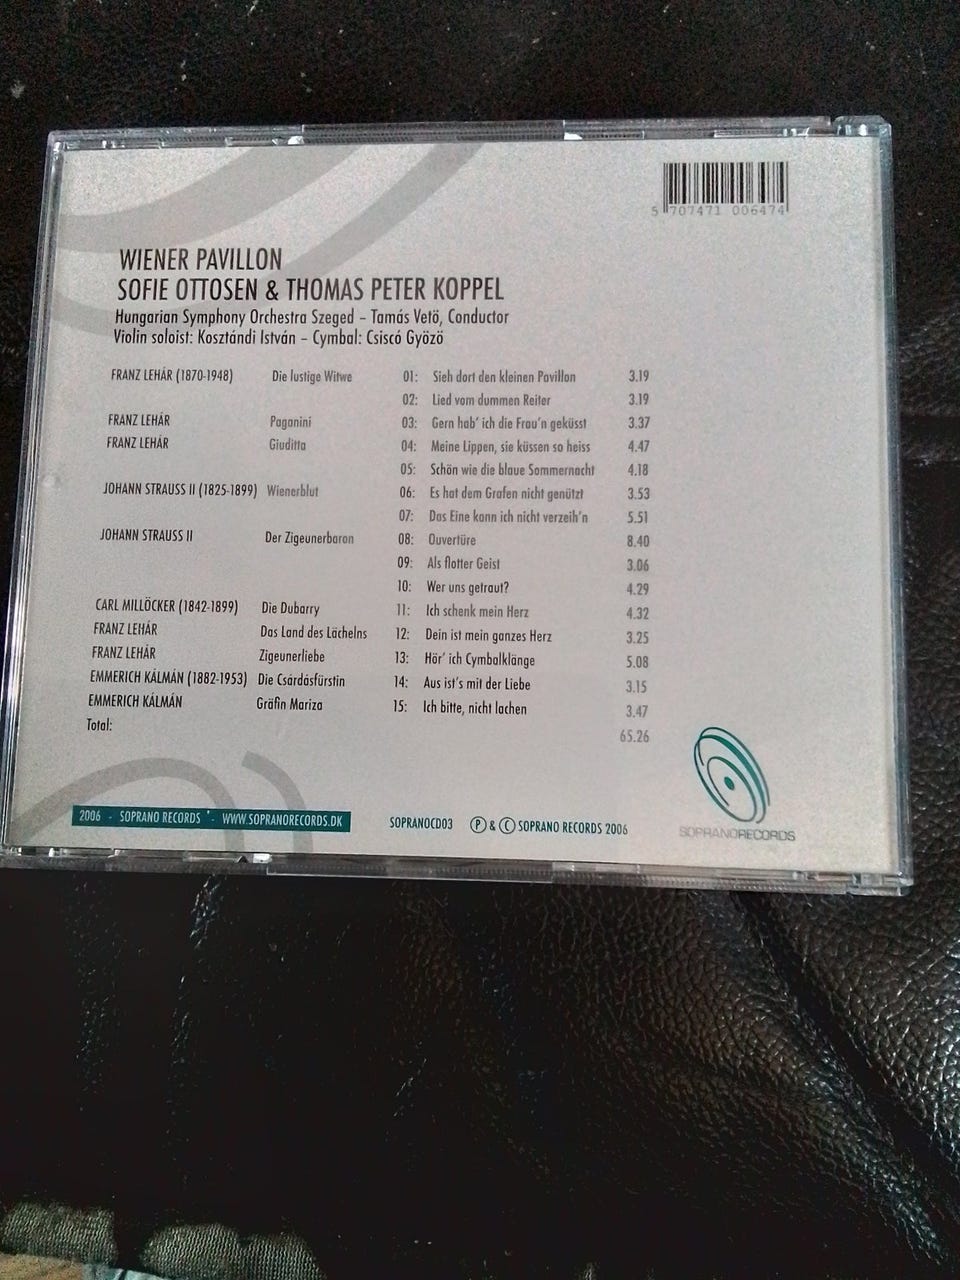 5 707471 006474
WIENER PAVILLON
SOFIE OTTOSEN & THOMAS PETER KOPPEL
Hungarian Symphony Orchestra Szeged – Tamás Vetö, Conductor
Violin soloist: Kosztándi István – Cymbal: Csiscó Gyözö
FRANZ LEHÁR (1870-1948) Die lustige Witwe 01: Sieh dort den kleinen Pavillon 3.19
02: Lied vom dummen Reiter 3.19
FRANZ LEHÁR Paganini 03: Gern hab' ich die Frau'n geküsst 3.37
FRANZ LEHÁR Giuditta 04: Meine Lippen, sie küssen so heiss 4.47
05: Schön wie die blaue Sommernacht 4.18
JOHANN STRAUSS II (1825-1899) Wienerblut 06: Es hat dem Grafen nicht genützt 3.53
07: Das Eine kann ich nicht verzeih'n 5.51
JOHANN STRAUSS II Der Zigeunerbaron 08: Ouvertüre 8.40
09: Als flotter Geist 3.06
10: Wer uns getraut? 4.29
CARL MILLÖCKER (1842-1899) Die Dubarry 11: Ich schenk mein Herz 4.32
FRANZ LEHÁR Das Land des Lächelns 12: Dein ist mein ganzes Herz 3.25
FRANZ LEHÁR Zigeunerliebe 13: Hör' ich Cymbalklänge 5.08
EMMERICH KÁLMÁN (1882-1953) Die Csárdásfürstin 14: Aus ist's mit der Liebe 3.15
EMMERICH KÁLMÁN Gräfin Mariza 15: Ich bitte, nicht lachen 3.47
Total: 65.26
SOPRANORECORDS
2006 - SOPRANO RECORDS - WWW.SOPRANORECORDS.DK
SOPRANOCD03 Ⓟ & Ⓒ SOPRANO RECORDS 2006